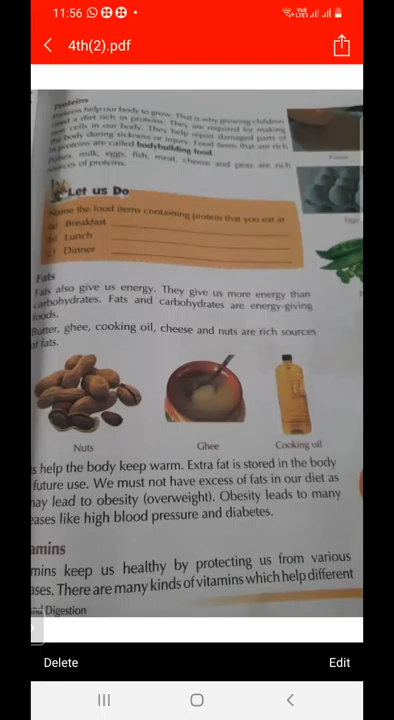 11:56
4th(2).pdf
Proteins
Proteins help our body to grow. That is why growing children
need a diet rich in proteins. They are required for making
new cells in our body. They help repair damaged parts of
the body during sickness or injury. Food items that are rich
in proteins are called bodybuilding food.
Pulses, milk, eggs, fish, meat, cheese and peas are rich
sources of proteins.
Let us Do
Name the food items containing protein that you eat at
(a) Breakfast
(b) Lunch
(c) Dinner
Eggs
Fats
Fats also give us energy. They give us more energy than
carbohydrates. Fats and carbohydrates are energy-giving
foods.
Butter, ghee, cooking oil, cheese and nuts are rich sources
of fats.
Nuts
Ghee
Cooking oil
s help the body keep warm. Extra fat is stored in the body
future use. We must not have excess of fats in our diet as
may lead to obesity (overweight). Obesity leads to many
eases like high blood pressure and diabetes.
amins
mins keep us healthy by protecting us from various
ases. There are many kinds of vitamins which help different
and Digestion
Delete
Edit